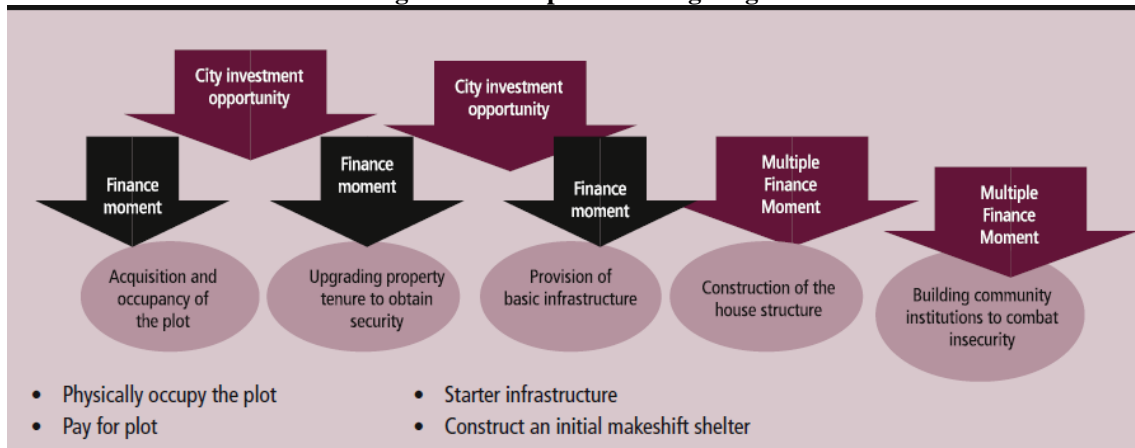 City investment
opportunity
City investment
opportunity
Finance
moment
Finance
moment
Finance
moment
Multiple
Finance
Moment
Multiple
Finance
Moment
Acquisition and
occupancy of
the plot
Upgrading property
tenure to obtain
security
Provision of
basic infrastructure
Construction of the
house structure
Building community
institutions to combat
insecurity
• Physically occupy the plot
• Pay for plot
• Starter infrastructure
• Construct an initial makeshift shelter